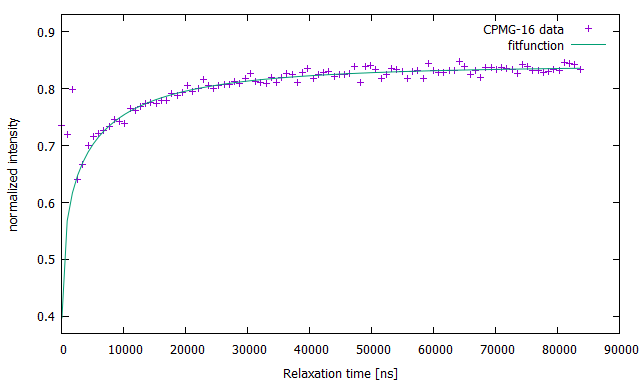 0.9
0.8
0.7
0.6
0.5
0.4
normalized intensity
CPMG-16 data
fitfunction
0 10000 20000 30000 40000 50000 60000 70000 80000 90000
Relaxation time [ns]